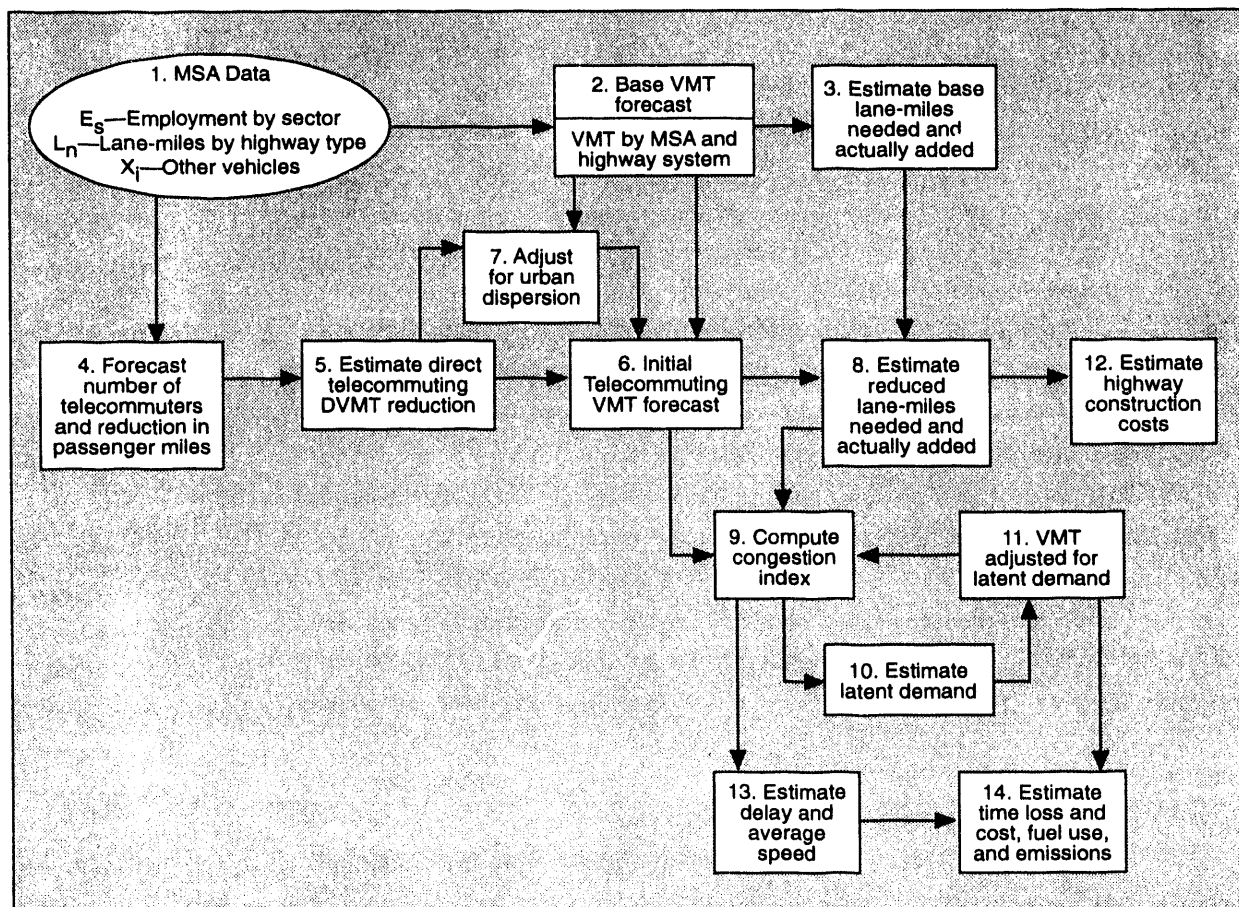 1. MSA Data
Es—Employment by sector
Ln—Lane-miles by highway type
Xi—Other vehicles
2. Base VMT
forecast
VMT by MSA and
highway system
3. Estimate base
lane-miles
needed and
actually added
7. Adjust
for urban
dispersion
4. Forecast
number of
telecommuters
and reduction in
passenger miles
5. Estimate direct
telecommuting
DVMT reduction
6. Initial
Telecommuting
VMT forecast
8. Estimate
reduced
lane-miles
needed and
actually added
12. Estimate
highway
construction
costs
9. Compute
congestion
index
11. VMT
adjusted for
latent demand
10. Estimate
latent demand
13. Estimate
delay and
average
speed
14. Estimate
time loss and
cost, fuel use,
and emissions